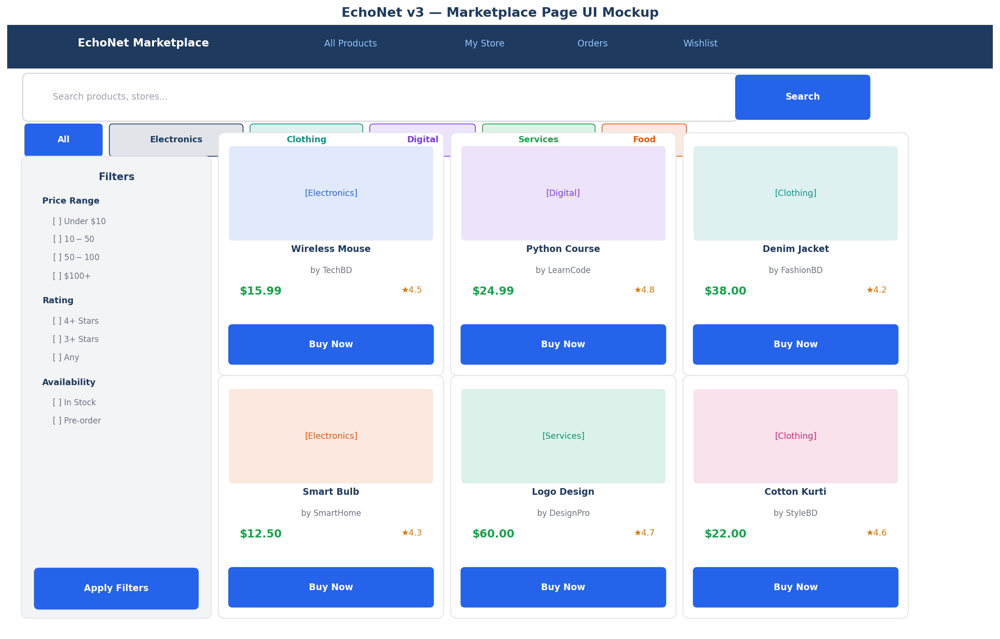 EchoNet v3 — Marketplace Page UI Mockup
EchoNet Marketplace
All Products
My Store
Orders
Wishlist
Search products, stores...
Search
All
Electronics
Clothing
Digital
Services
Food
Filters
Price Range
[ ] Under $10
[ ] 10 − 50
[ ] 50 − 100
[ ] $100+
Rating
[ ] 4+ Stars
[ ] 3+ Stars
[ ] Any
Availability
[ ] In Stock
[ ] Pre-order
Apply Filters
[Electronics]
Wireless Mouse
by TechBD
$15.99 ★4.5
Buy Now
[Digital]
Python Course
by LearnCode
$24.99 ★4.8
Buy Now
[Clothing]
Denim Jacket
by FashionBD
$38.00 ★4.2
Buy Now
[Electronics]
Smart Bulb
by SmartHome
$12.50 ★4.3
Buy Now
[Services]
Logo Design
by DesignPro
$60.00 ★4.7
Buy Now
[Clothing]
Cotton Kurti
by StyleBD
$22.00 ★4.6
Buy Now